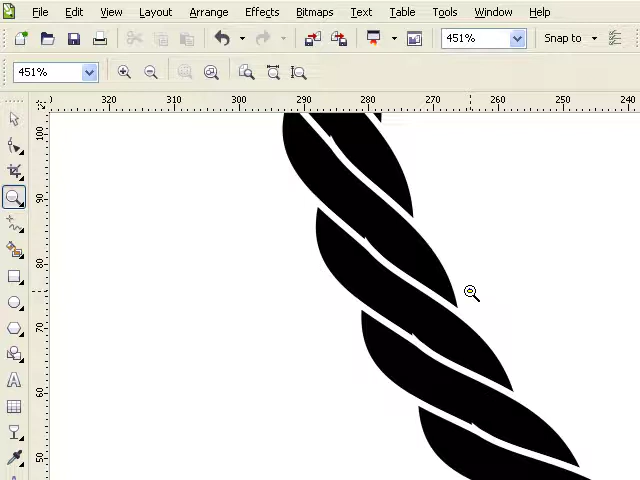 File Edit View Layout Arrange Effects Bitmaps Text Table Tools Window Help
451% Snap to
451%
320 310 300 290 280 270 260 250 240
100
90
80
70
60
50
A